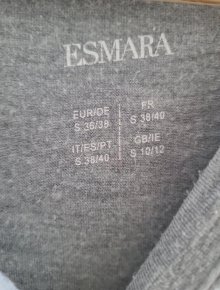 ESMARA
EUR/DE FR
S 36/38 S 38/40
IT/ES/PT GB/IE
S 38/40 S 10/12